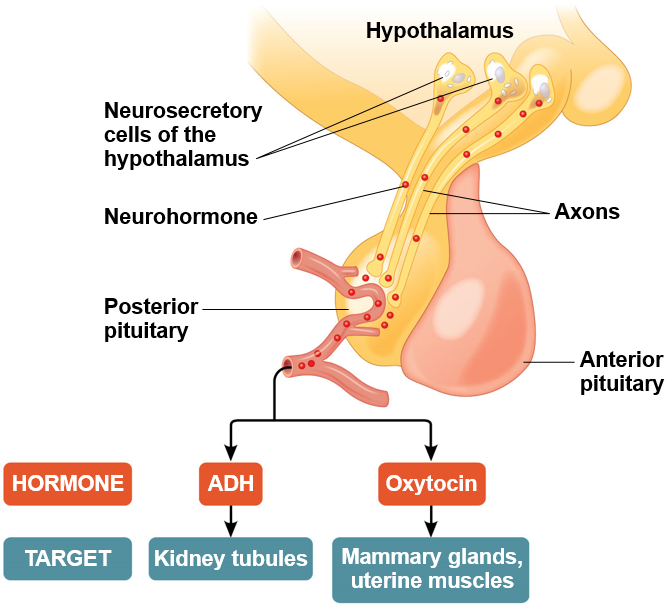 Hypothalamus
Neurosecretory
cells of the
hypothalamus
Neurohormone
Axons
Posterior
pituitary
Anterior
pituitary
HORMONE
ADH
Oxytocin
TARGET
Kidney tubules
Mammary glands,
uterine muscles